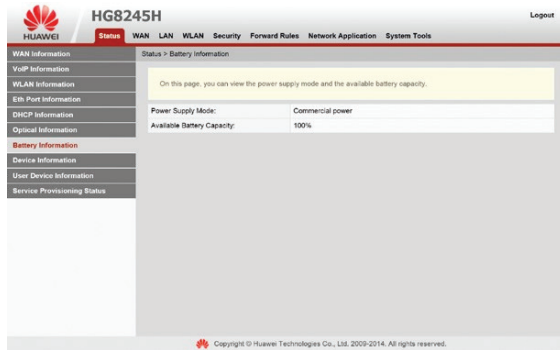 HG8245H
Logout
HUAWEI
Status WAN LAN WLAN Security Forward Rules Network Application System Tools
WAN Information
VoIP Information
WLAN Information
Eth Port Information
DHCP Information
Optical Information
Battery Information
Device Information
User Device Information
Service Provisioning Status
Status > Battery Information
On this page, you can view the power supply mode and the available battery capacity.
Power Supply Mode: Commercial power
Available Battery Capacity: 100%
Copyright © Huawei Technologies Co., Ltd. 2009-2014. All rights reserved.